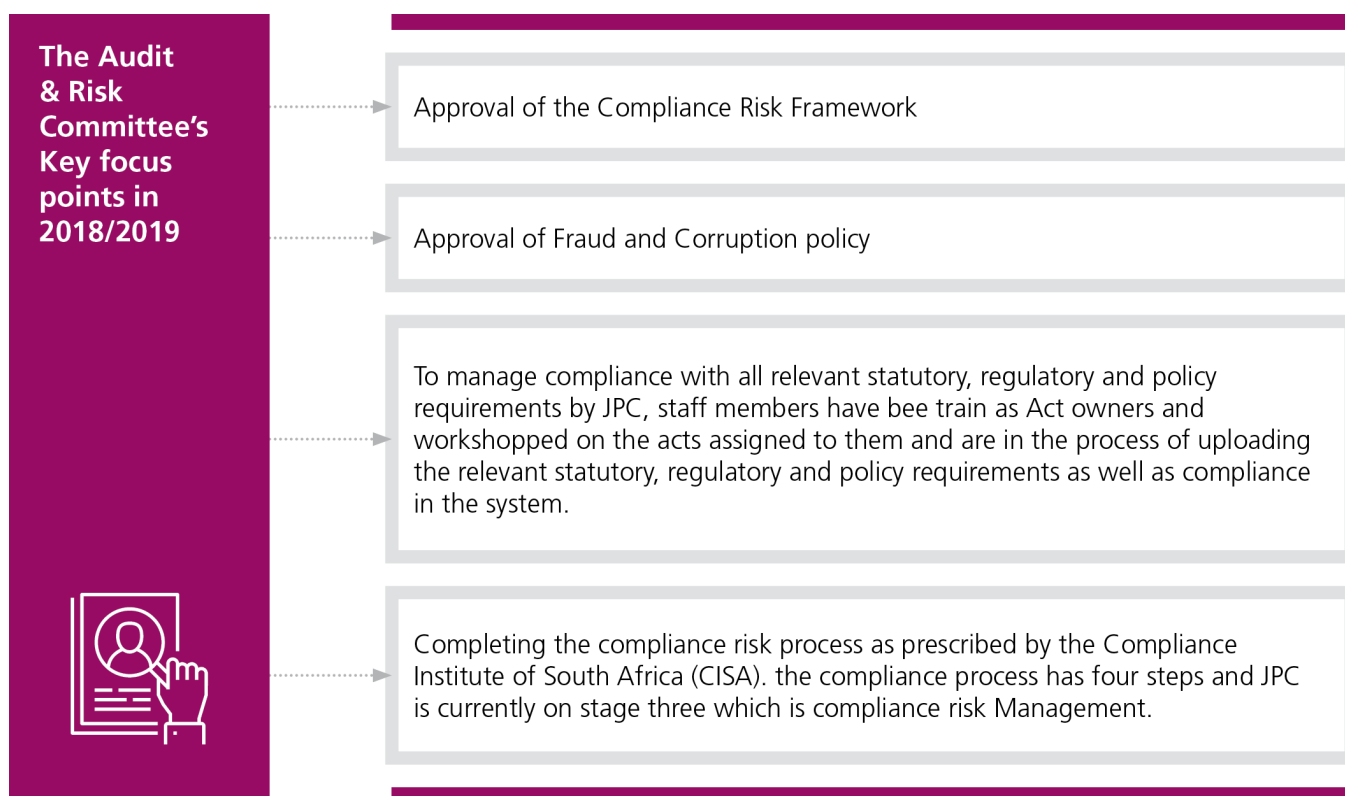 The Audit
& Risk
Committee's
Key focus
points in
2018/2019
Approval of the Compliance Risk Framework
Approval of Fraud and Corruption policy
To manage compliance with all relevant statutory, regulatory and policy
requirements by JPC, staff members have bee train as Act owners and
workshopped on the acts assigned to them and are in the process of uploading
the relevant statutory, regulatory and policy requirements as well as compliance
in the system.
Completing the compliance risk process as prescribed by the Compliance
Institute of South Africa (CISA). the compliance process has four steps and JPC
is currently on stage three which is compliance risk Management.